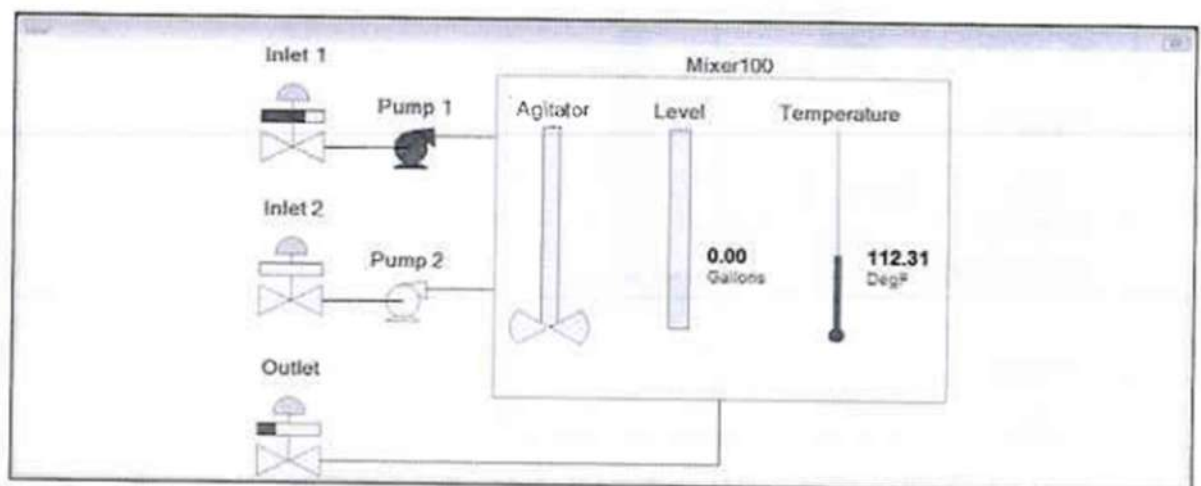 Inlet 1
Mixer100
Pump 1
Agitator
Level
Temperature
Inlet 2
Pump 2
0.00
Gallons
112.31
DegF
Outlet